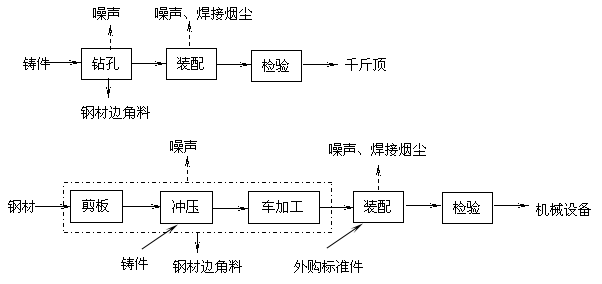 噪声
噪声、焊接烟尘
铸件
钻孔
装配
检验
千斤顶
钢材边角料
噪声
噪声、焊接烟尘
钢材
剪板
冲压
车加工
装配
检验
机械设备
铸件
钢材边角料
外购标准件